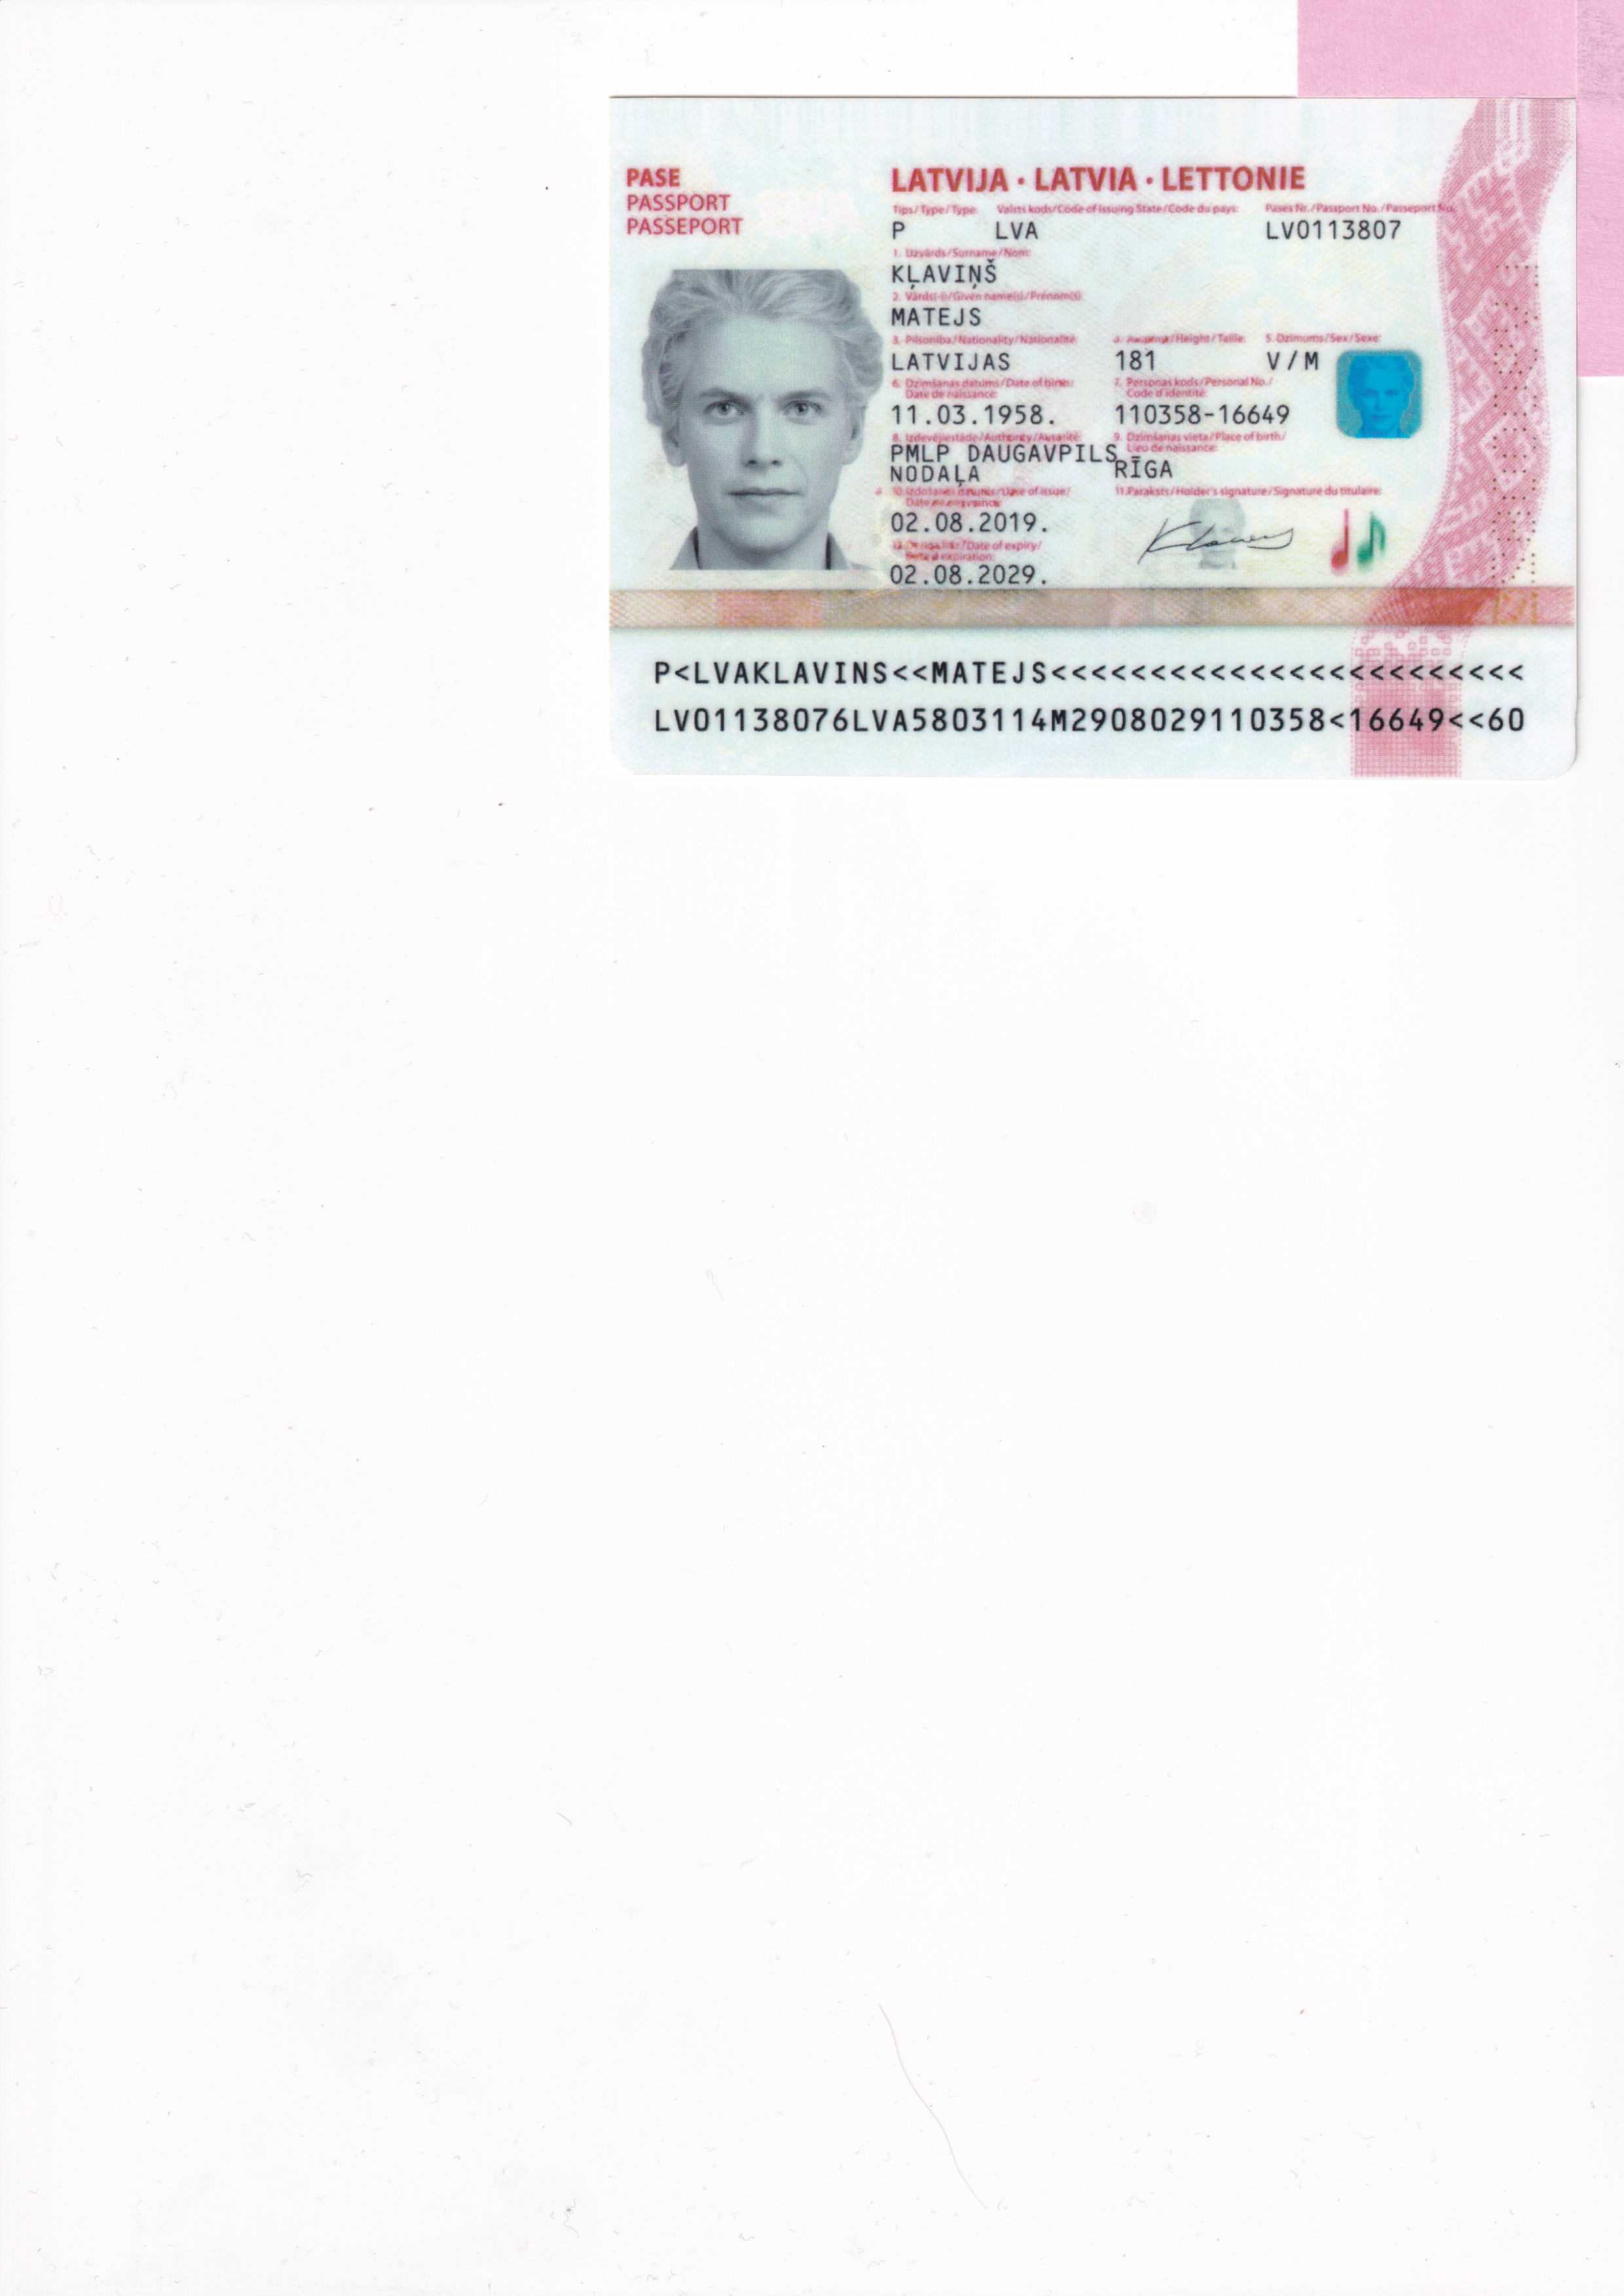 PASE
PASSPORT
PASSEPORT
LATVIJA · LATVIA · LETTONIE
Tips/Type/Type: Valsts kods/Code of Issuing State/Code du pays: Pases Nr./Passport No./Passeport No.
P LVA LV0113807
1. Uzvārds/Surname/Nom:
KĻAVIŅŠ
2. Vārds(-i)/Given name(s)/Prénom(s):
MATEJS
3. Pilsonība/Nationality/Nationalité: /Height/Taille: 5. Dzimums/Sex/Sexe:
LATVIJAS 181 V/M
6. Dzimšanas datums/Date of birth/ 7. Personas kods/Personal No./
Date de naissance: Code d'identité:
11.03.1958. 110358-16649
8. Izdevējiestāde/Authority/Autorité: 9. Dzimšanas vieta/Place of birth/
Lieu de naissance:
PMLP DAUGAVPILS
NODAĻA RĪGA
10. Izdošanas datums/Date of issue/ 11. Paraksts/Holder's signature/Signature du titulaire:
02.08.2019.
/Date of expiry/
Date d'expiration:
02.08.2029.
P<LVAKLAVINS<<MATEJS<<<<<<<<<<<<<<<<<<<<<<<<
LV01138076LVA5803114M2908029110358<16649<<60